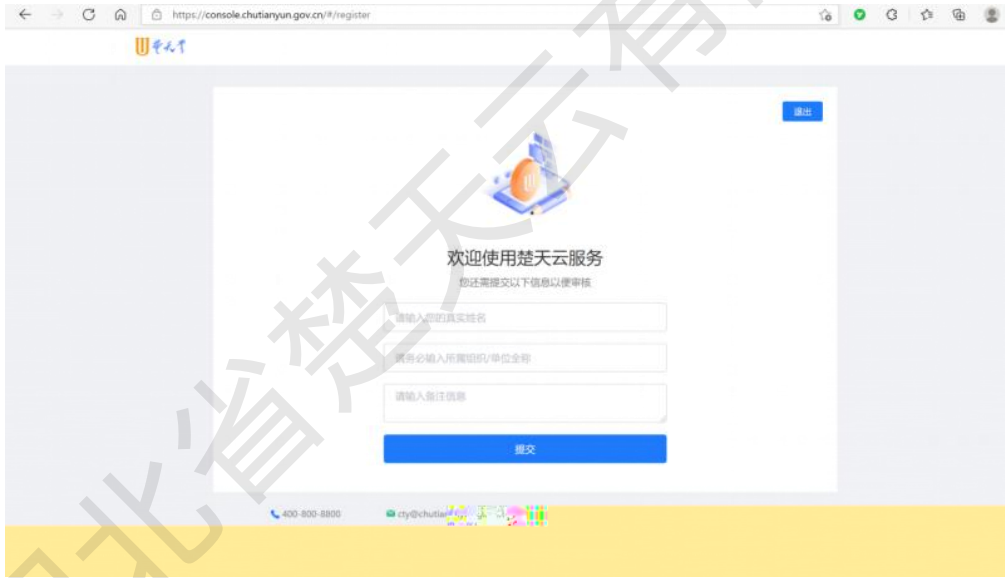 https://console.chutianyun.gov.cn/#/register
楚天云
退出
欢迎使用楚天云服务
您还需提交以下信息以便审核
请输入您的真实姓名
请务必输入所属组织/单位全称
请输入备注信息
提交
400-800-8800
cty@chutian
湖北省楚天云有